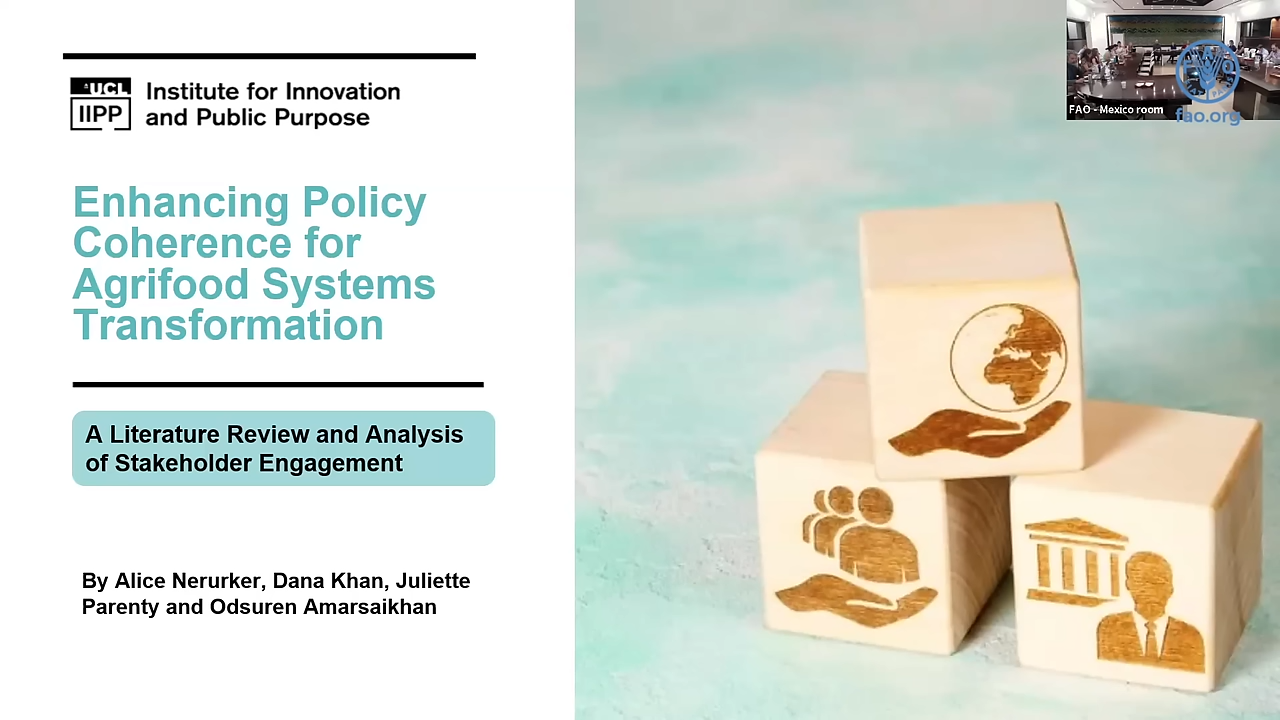 UCL
IIPP
Institute for Innovation
and Public Purpose
Enhancing Policy
Coherence for
Agrifood Systems
Transformation
A Literature Review and Analysis
of Stakeholder Engagement
By Alice Nerurker, Dana Khan, Juliette
Parenty and Odsuren Amarsaikhan
FAO - Mexico room
fao.org